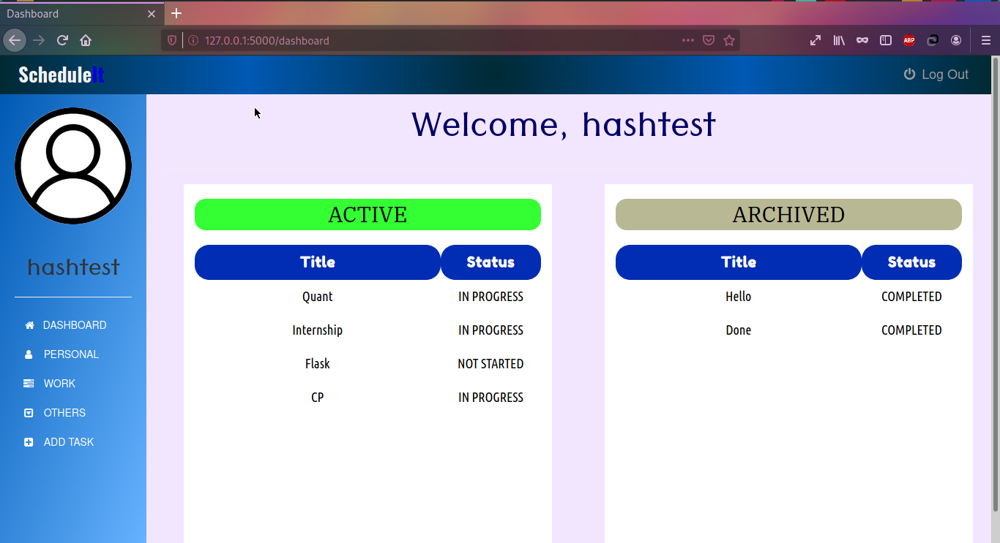 Dashboard
127.0.0.1:5000/dashboard
ABP
ScheduleIt
Log Out
Welcome, hashtest
hashtest
DASHBOARD
PERSONAL
WORK
OTHERS
ADD TASK
ACTIVE
Title Status
Quant IN PROGRESS
Internship IN PROGRESS
Flask NOT STARTED
CP IN PROGRESS
ARCHIVED
Title Status
Hello COMPLETED
Done COMPLETED